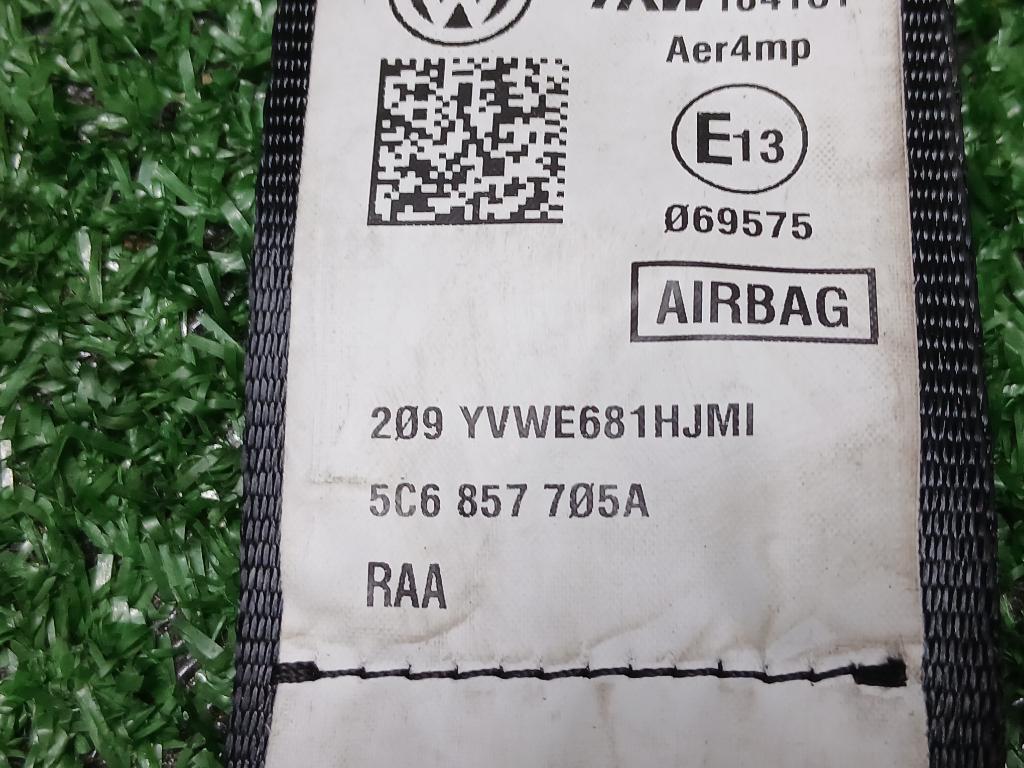 Aer4mp
E13
Ø69575
AIRBAG
2Ø9 YVWE681HJMI
5C6 857 7Ø5A
RAA